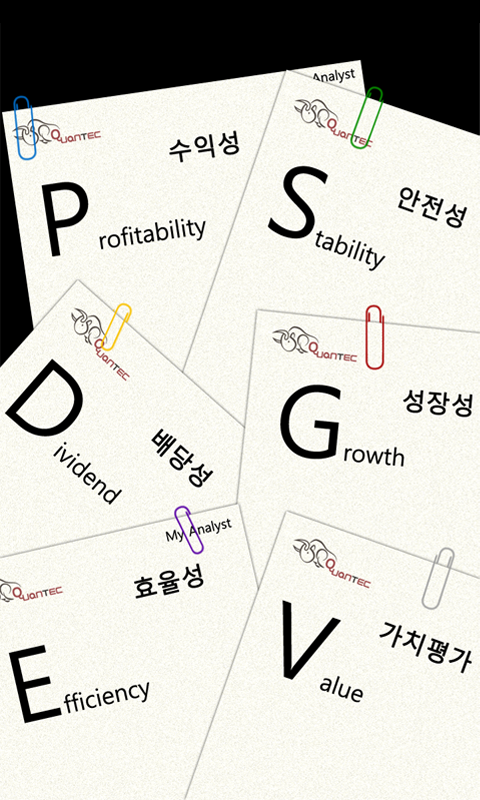 Analyst
QUANTEC
수익성
Profitability
QUANTEC
안전성
Stability
QUANTEC
배당성
Dividend
QUANTEC
성장성
Growth
My Analyst
QUANTEC
효율성
Efficiency
QUANTEC
가치평가
Value